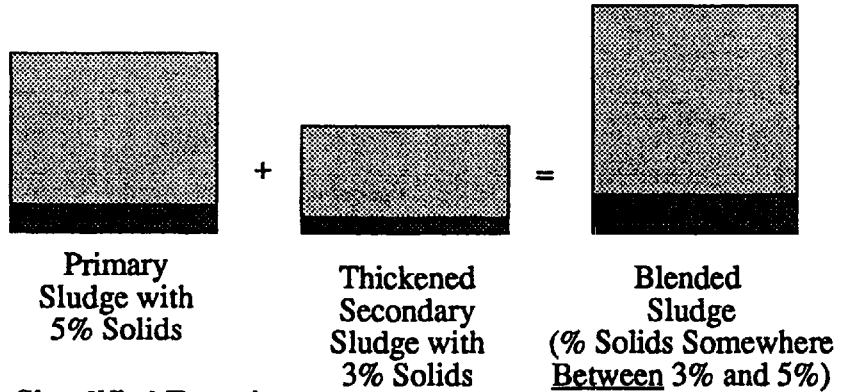 +
=
Primary
Sludge with
5% Solids
Thickened
Secondary
Sludge with
3% Solids
Blended
Sludge
(% Solids Somewhere
Between 3% and 5%)